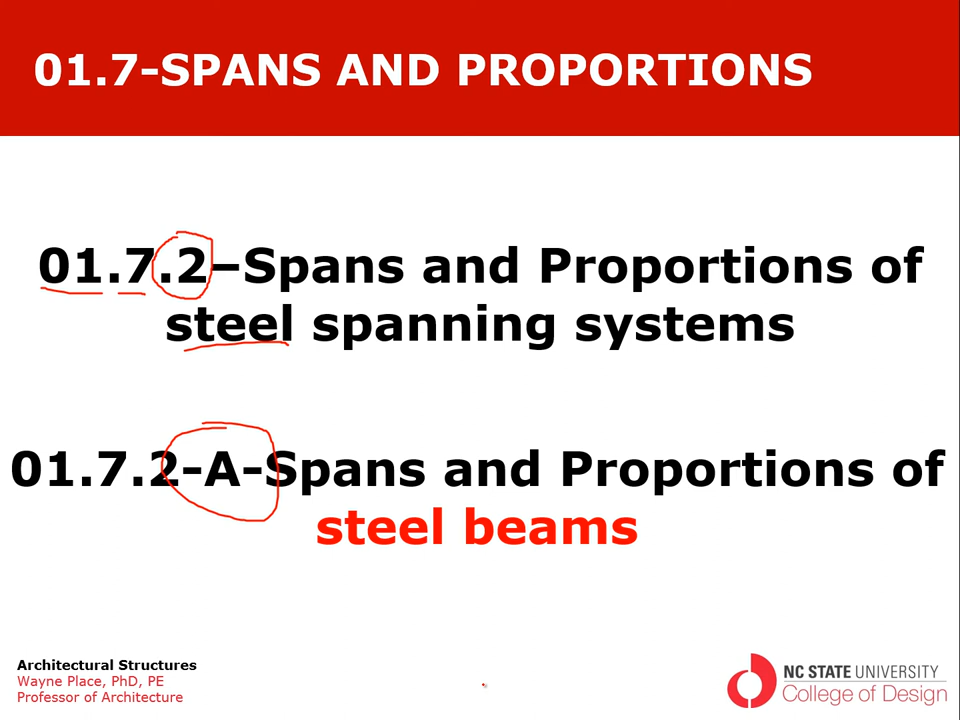 01.7-SPANS AND PROPORTIONS
01.7.2–Spans and Proportions of
steel spanning systems
01.7.2-A-Spans and Proportions of
steel beams
Architectural Structures
Wayne Place, PhD, PE
Professor of Architecture
NC STATE UNIVERSITY
College of Design